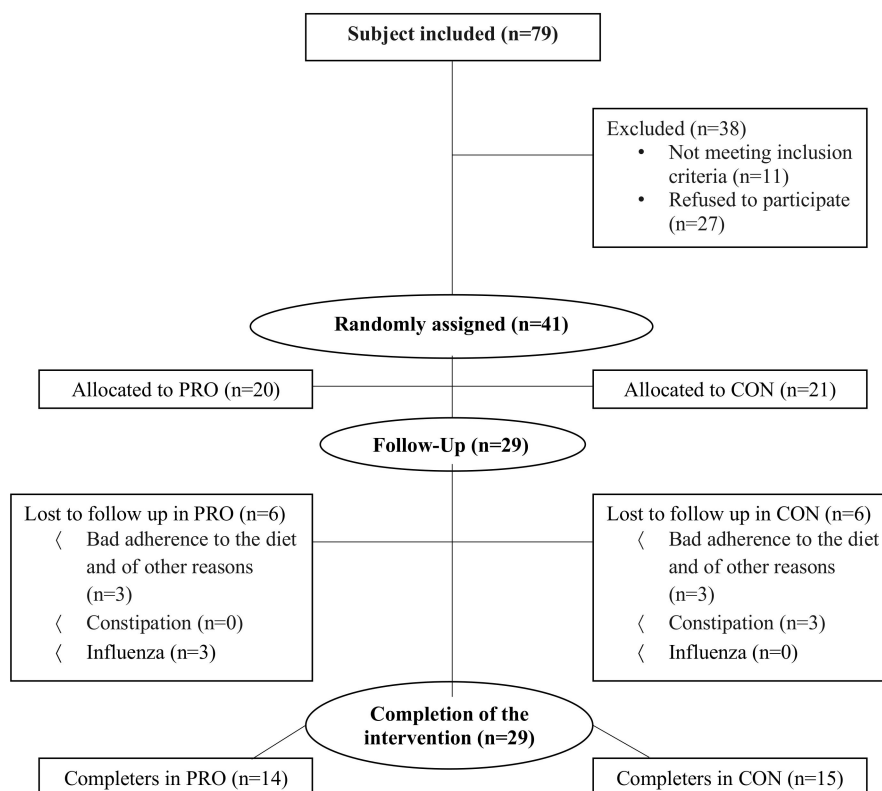 Subject included (n=79)
Excluded (n=38)
• Not meeting inclusion
criteria (n=11)
• Refused to participate
(n=27)
Randomly assigned (n=41)
Allocated to PRO (n=20)
Allocated to CON (n=21)
Follow-Up (n=29)
Lost to follow up in PRO (n=6)
〈 Bad adherence to the diet
and of other reasons
(n=3)
〈 Constipation (n=0)
〈 Influenza (n=3)
Lost to follow up in CON (n=6)
〈 Bad adherence to the diet
and of other reasons
(n=3)
〈 Constipation (n=3)
〈 Influenza (n=0)
Completion of the
intervention (n=29)
Completers in PRO (n=14)
Completers in CON (n=15)